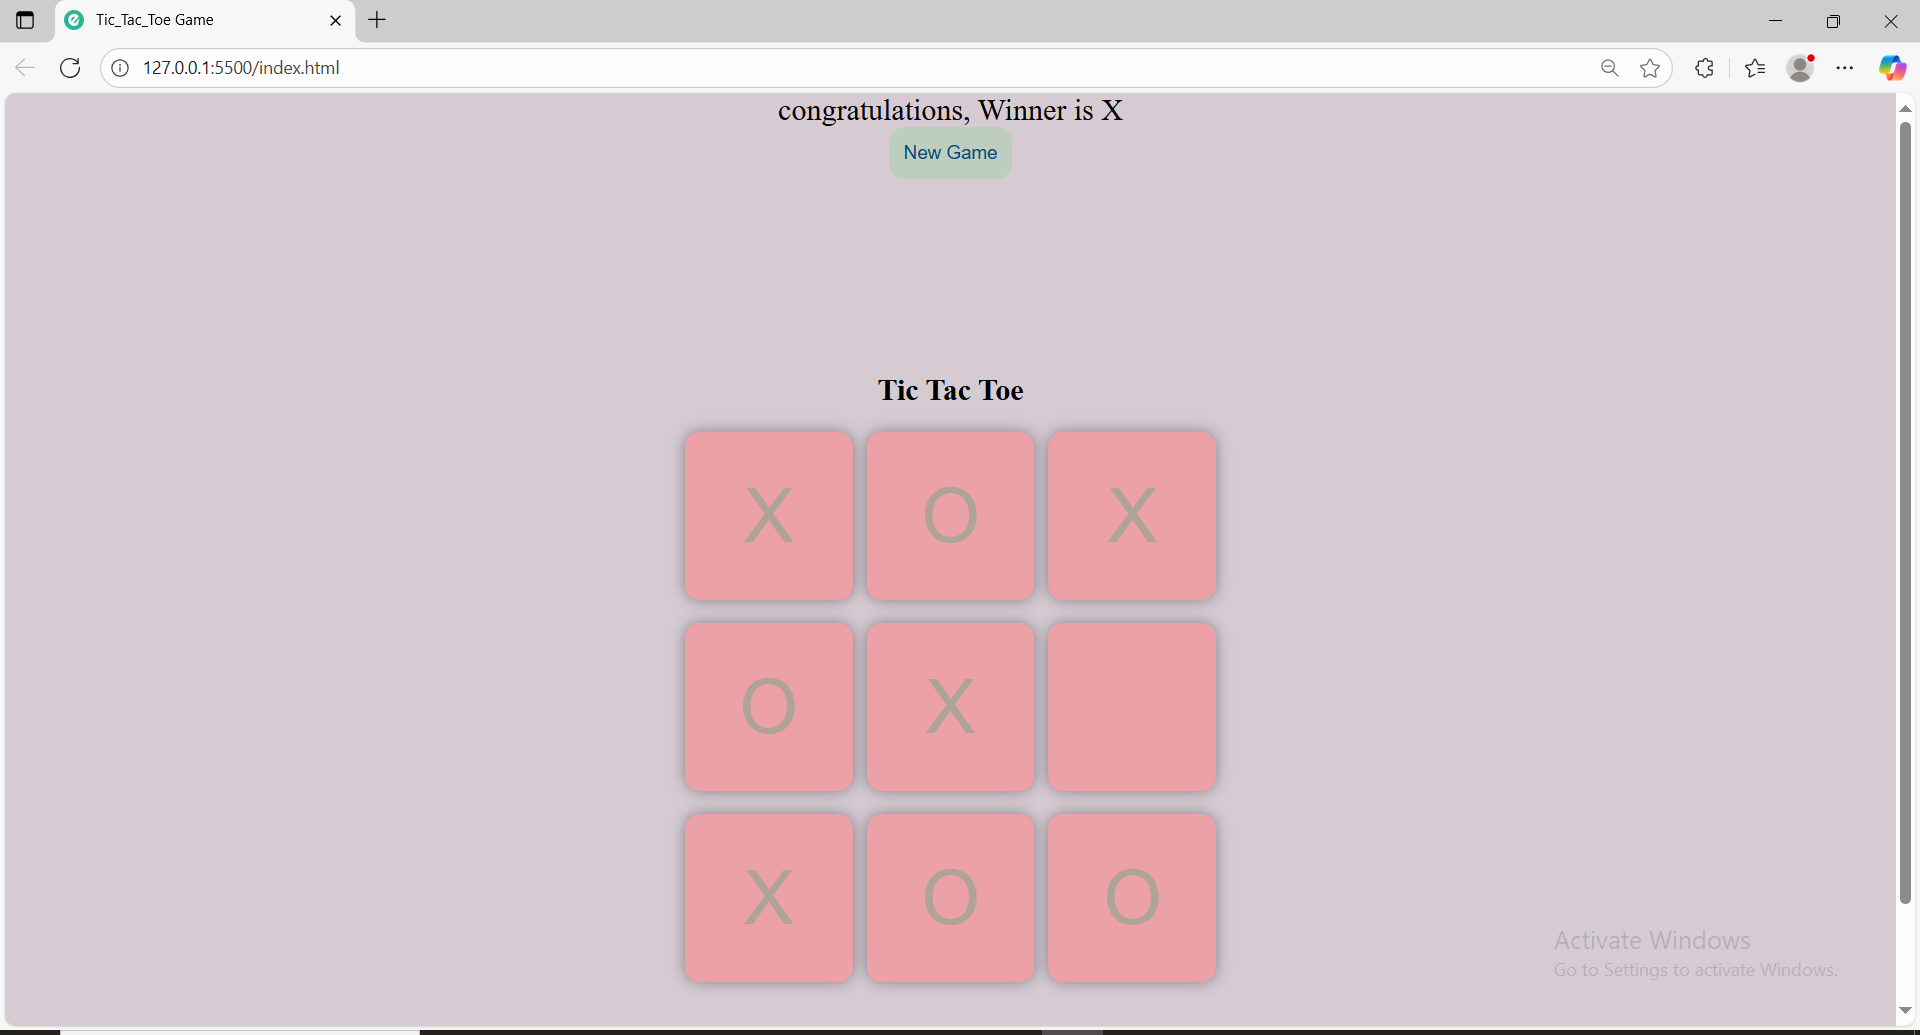 Tic_Tac_Toe Game
127.0.0.1:5500/index.html
congratulations, Winner is X
New Game
Tic Tac Toe
X O X
O X
X O O
Activate Windows
Go to Settings to activate Windows.